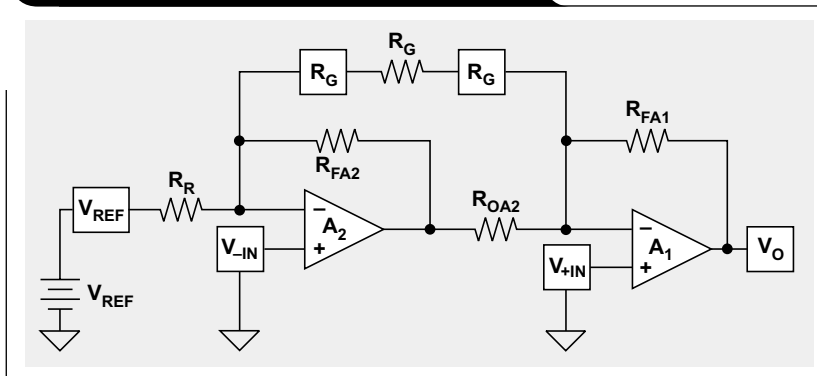 R_G
R_G
R_G
R_FA1
R_FA2
R_R
R_OA2
V_REF
−
+
A_2
V_–IN
−
+
A_1
V_+IN
V_O
V_REF